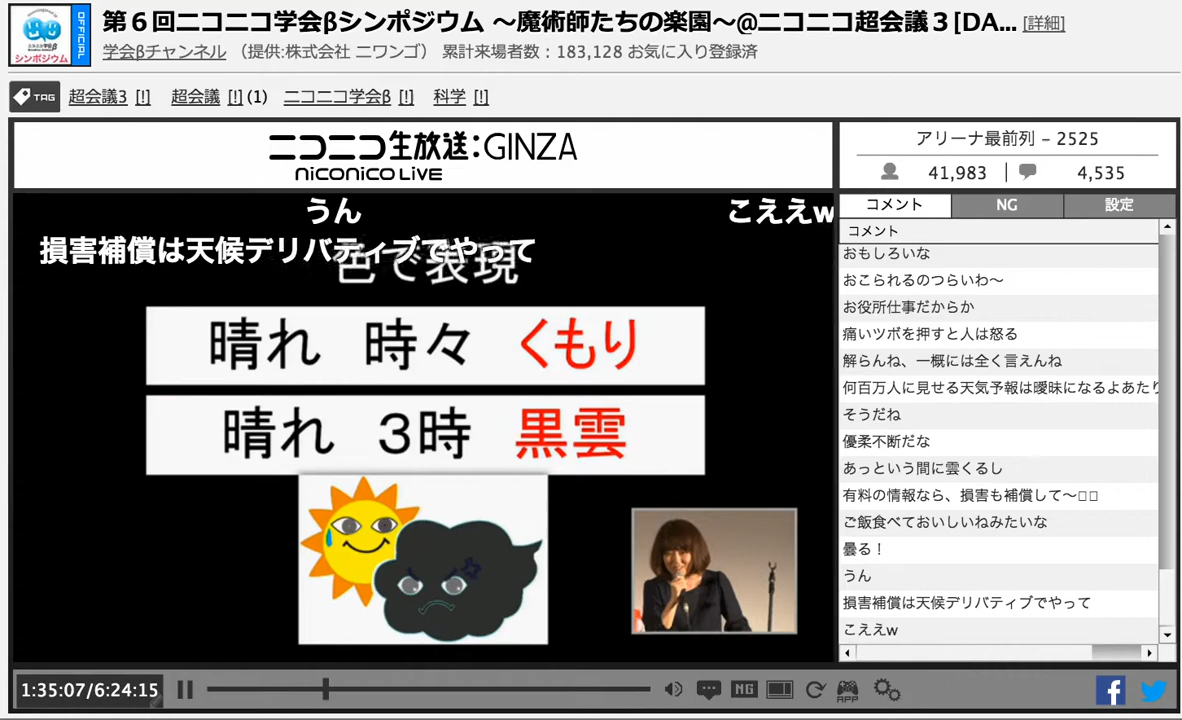 第６回ニコニコ学会βシンポジウム ～魔術師たちの楽園～@ニコニコ超会議３[DA... [詳細]
学会βチャンネル （提供:株式会社 ニワンゴ） 累計来場者数：183,128 お気に入り登録済
OFFICIAL
シンポジウム
TAG 超会議3 [!] 超会議 [!](1) ニコニコ学会β [!] 科学 [!]
ニコニコ生放送:GINZA
niconico LIVE
アリーナ最前列 – 2525
41,983 | 4,535
コメント NG 設定
うん
こええw
損害補償は天候デリバティブでやって
色で表現
晴れ 時々 くもり
晴れ ３時 黒雲
コメント
おもしろいな
おこられるのつらいわ～
お役所仕事だからか
痛いツボを押すと人は怒る
解らんね、一概には全く言えんね
何百万人に見せる天気予報は曖昧になるよあたり
そうだね
優柔不断だな
あっという間に雲くるし
有料の情報なら、損害も補償して～□□
ご飯食べておいしいねみたいな
曇る！
うん
損害補償は天候デリバティブでやって
こええw
1:35:07/6:24:15
NG
APP